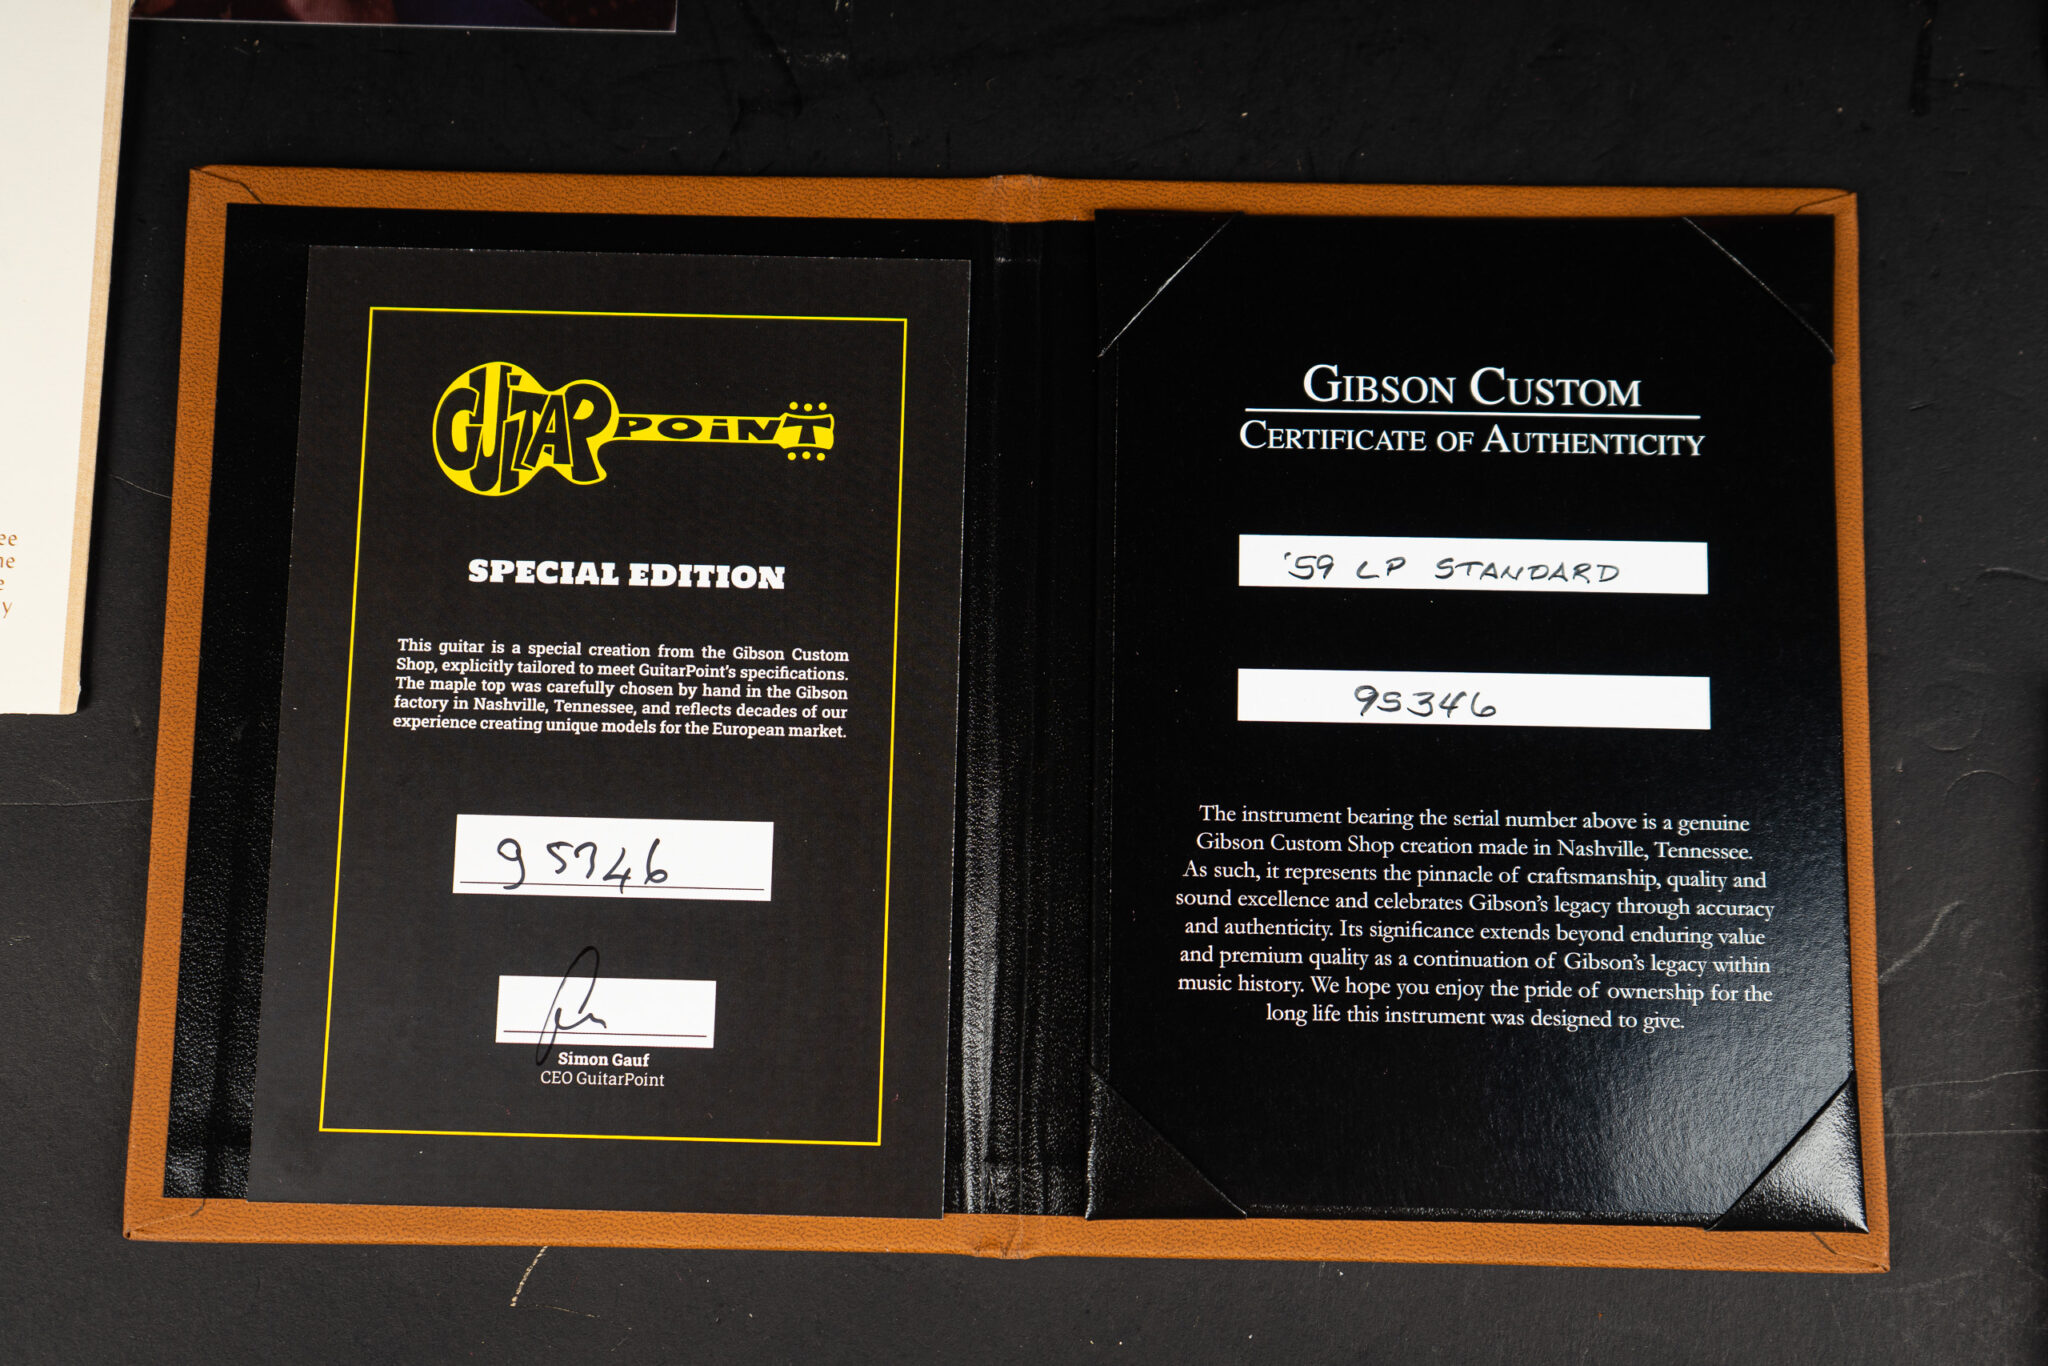 GUITAR POINT
SPECIAL EDITION
This guitar is a special creation from the Gibson Custom
Shop, explicitly tailored to meet GuitarPoint's specifications.
The maple top was carefully chosen by hand in the Gibson
factory in Nashville, Tennessee, and reflects decades of our
experience creating unique models for the European market.
95346
Simon Gauf
CEO GuitarPoint
GIBSON CUSTOM
CERTIFICATE OF AUTHENTICITY
'59 LP STANDARD
95346
The instrument bearing the serial number above is a genuine
Gibson Custom Shop creation made in Nashville, Tennessee.
As such, it represents the pinnacle of craftsmanship, quality and
sound excellence and celebrates Gibson's legacy through accuracy
and authenticity. Its significance extends beyond enduring value
and premium quality as a continuation of Gibson's legacy within
music history. We hope you enjoy the pride of ownership for the
long life this instrument was designed to give.